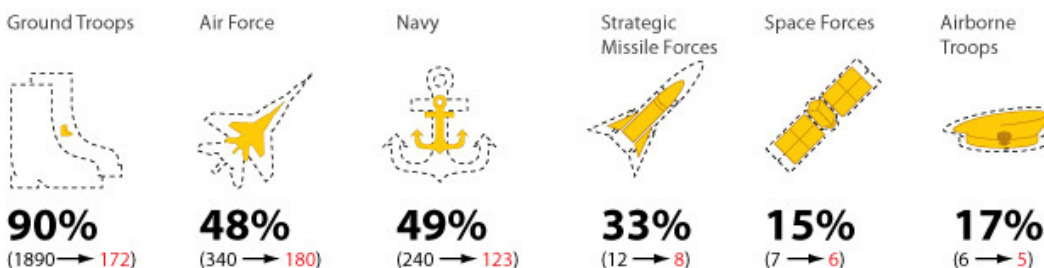 Ground Troops
90%
(1890 → 172)
Air Force
48%
(340 → 180)
Navy
49%
(240 → 123)
Strategic
Missile Forces
33%
(12 → 8)
Space Forces
15%
(7 → 6)
Airborne
Troops
17%
(6 → 5)